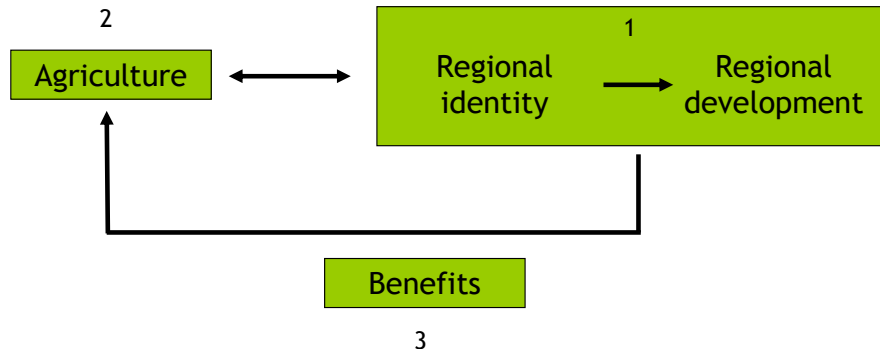 2
Agriculture
1
Regional
identity
Regional
development
Benefits
3